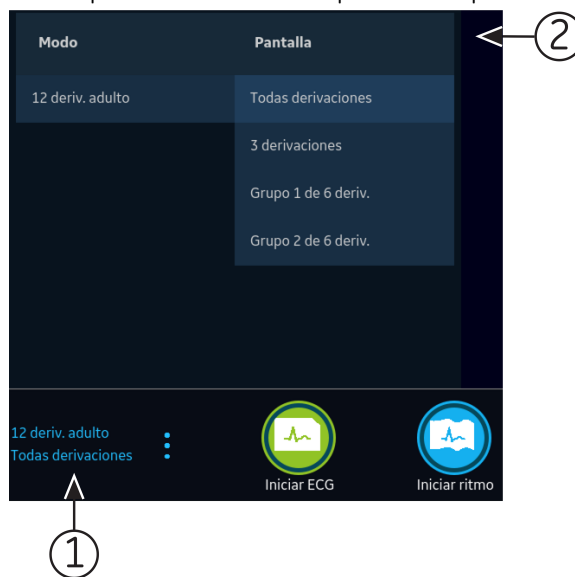 Modo Pantalla
2
12 deriv. adulto Todas derivaciones
3 derivaciones
Grupo 1 de 6 deriv.
Grupo 2 de 6 deriv.
12 deriv. adulto
Todas derivaciones
Iniciar ECG Iniciar ritmo
1